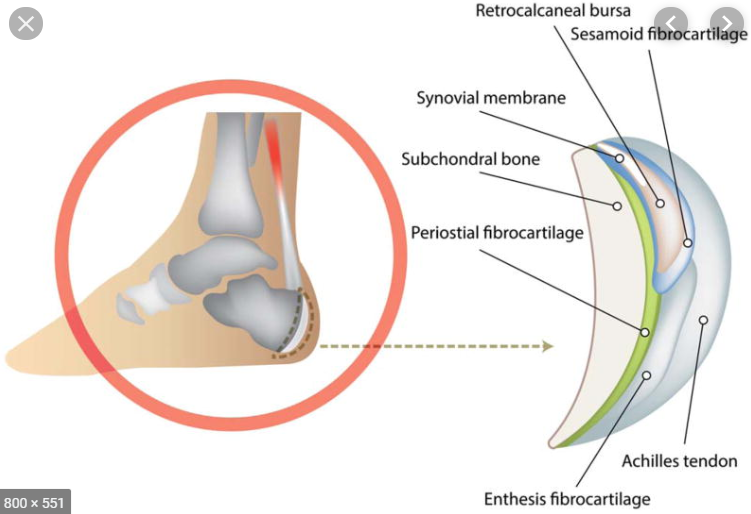 Retrocalcaneal bursa
Sesamoid fibrocartilage
Synovial membrane
Subchondral bone
Periostial fibrocartilage
Achilles tendon
Enthesis fibrocartilage
800 × 551